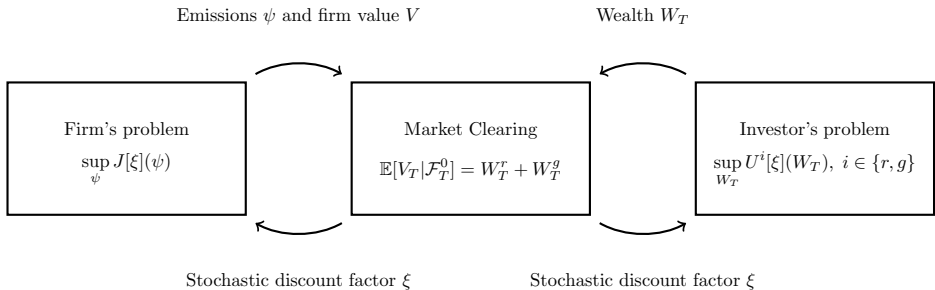 Emissions ψ and firm value V
Wealth W_T
Firm's problem
sup_ψ J[ξ](ψ)
Market Clearing
𝔼[V_T|ℱ_T^0] = W_T^r + W_T^g
Investor's problem
sup_{W_T} U^i[ξ](W_T), i ∈ {r, g}
Stochastic discount factor ξ
Stochastic discount factor ξ